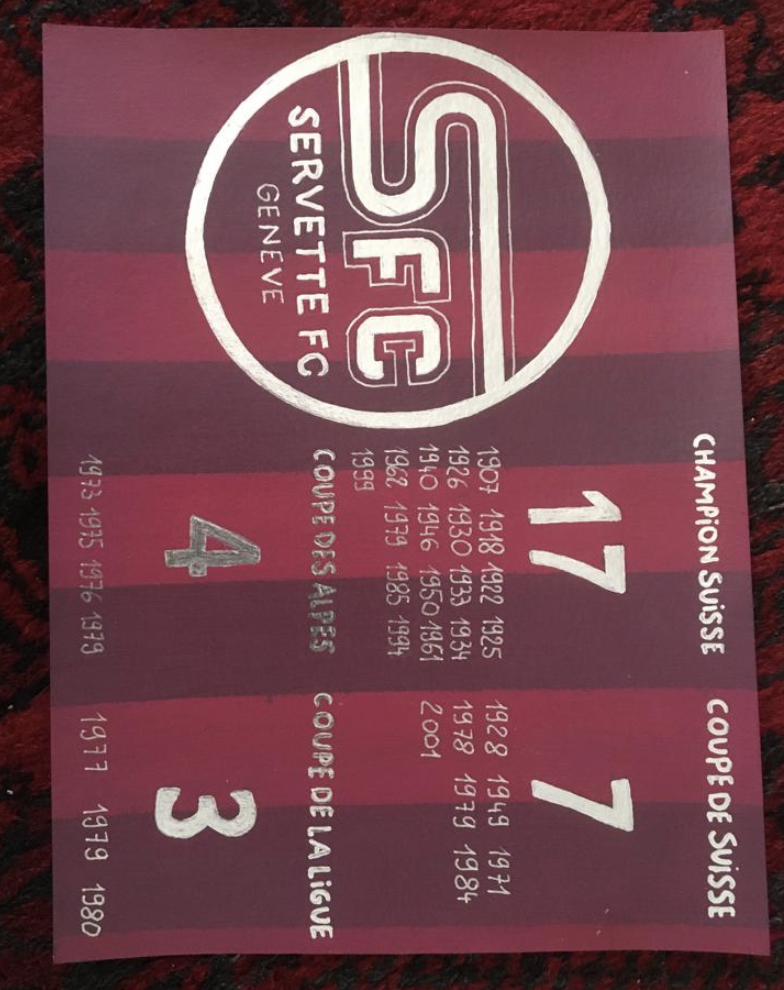 SFC
SERVETTE FC
GENÈVE
CHAMPION SUISSE
17
1907 1918 1922 1925
1926 1930 1933 1934
1940 1946 1950 1961
1962 1979 1985 1994
1999
COUPE DE SUISSE
7
1928 1949 1971
1978 1979 1984
2001
COUPE DES ALPES
4
1973 1975 1976 1979
COUPE DE LA LIGUE
3
1977 1979 1980